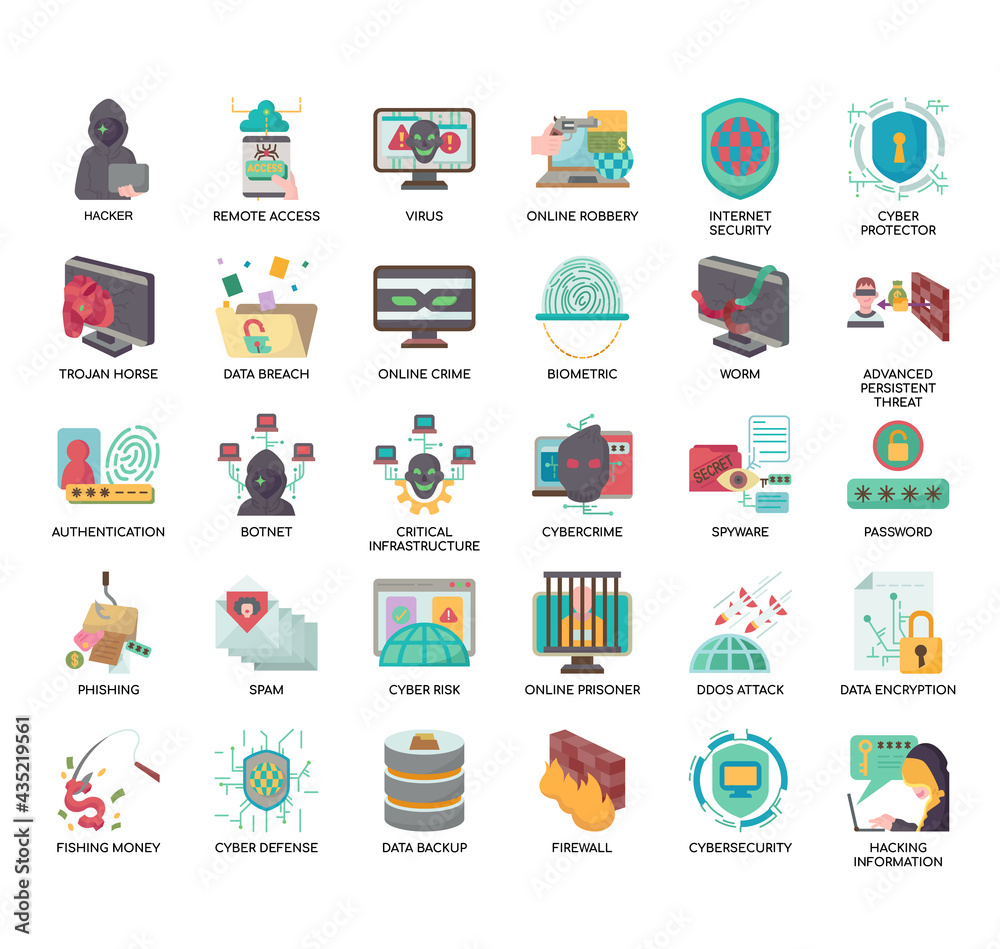 HACKER
REMOTE ACCESS
VIRUS
ONLINE ROBBERY
INTERNET
SECURITY
CYBER
PROTECTOR
ACCESS
$
TROJAN HORSE
DATA BREACH
ONLINE CRIME
BIOMETRIC
WORM
ADVANCED
PERSISTENT
THREAT
SECRET
AUTHENTICATION
BOTNET
CRITICAL
INFRASTRUCTURE
CYBERCRIME
SPYWARE
PASSWORD
$
PHISHING
SPAM
CYBER RISK
ONLINE PRISONER
DDOS ATTACK
DATA ENCRYPTION
FISHING MONEY
CYBER DEFENSE
DATA BACKUP
FIREWALL
CYBERSECURITY
HACKING
INFORMATION
Adobe Stock | #435219561